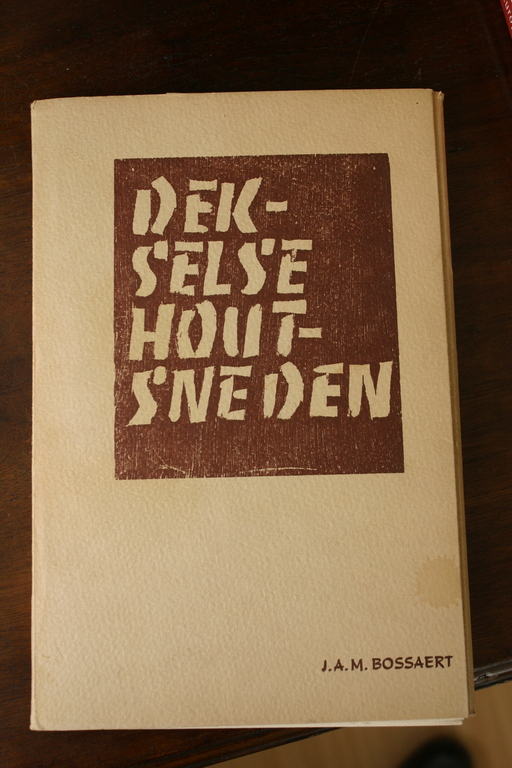 DEK-
SELSE
HOUT-
SNEDEN
J.A.M. BOSSAERT